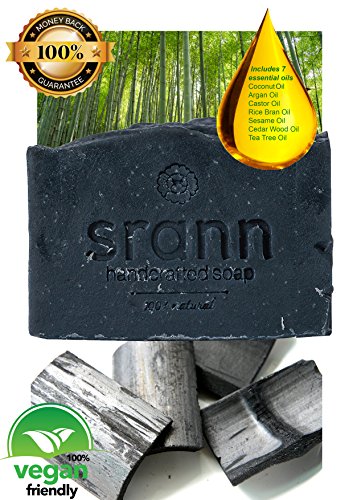 MONEY BACK
100%
GUARANTEE
Includes 7
essential oils
Coconut Oil
Argan Oil
Castor Oil
Rice Bran Oil
Sesame Oil
Cedar Wood Oil
Tea Tree Oil
srann
handcrafted soap
100% natural
100%
vegan
friendly